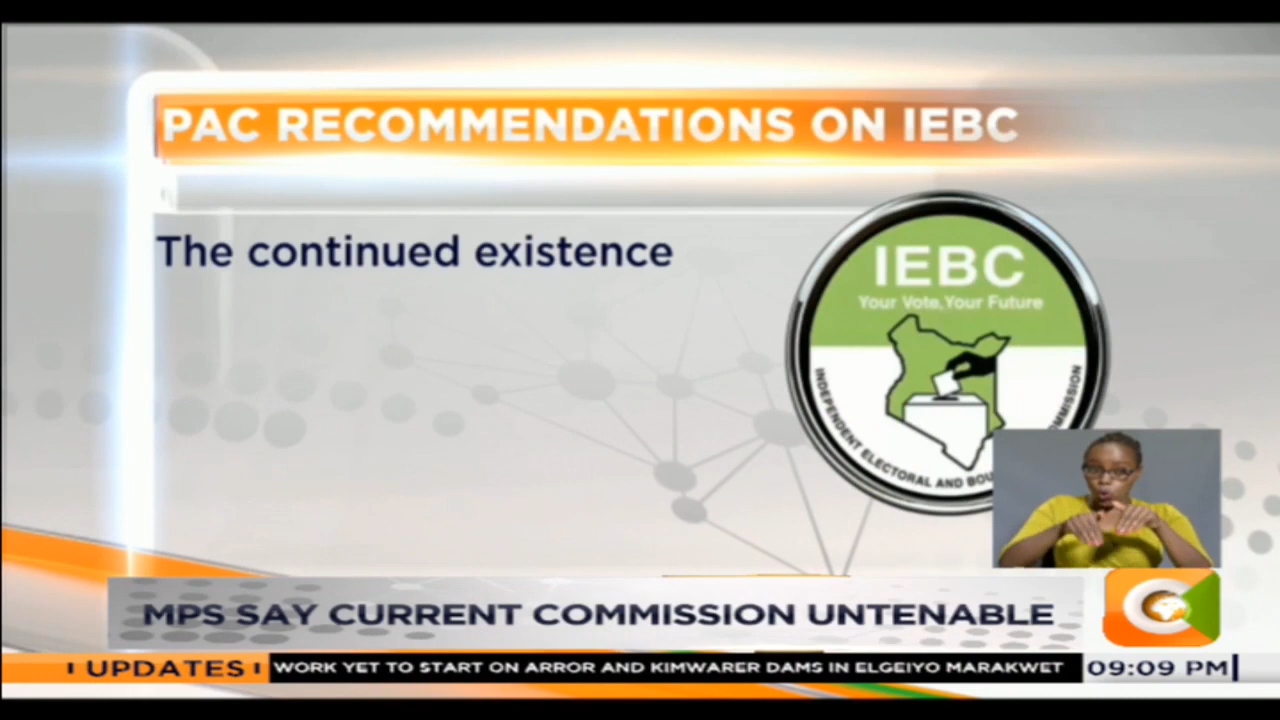 PAC RECOMMENDATIONS ON IEBC
The continued existence
IEBC
Your Vote, Your Future
INDEPENDENT ELECTORAL AND BOU
MMISSION
MPS SAY CURRENT COMMISSION UNTENABLE
UPDATES
WORK YET TO START ON ARROR AND KIMWARER DAMS IN ELGEIYO MARAKWET
09:09 PM